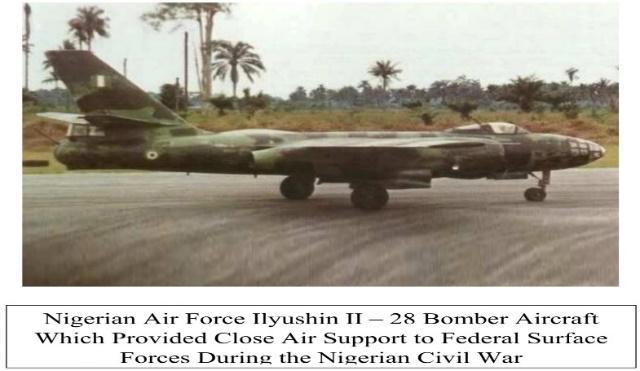 Nigerian Air Force Ilyushin II – 28 Bomber Aircraft
Which Provided Close Air Support to Federal Surface
Forces During the Nigerian Civil War